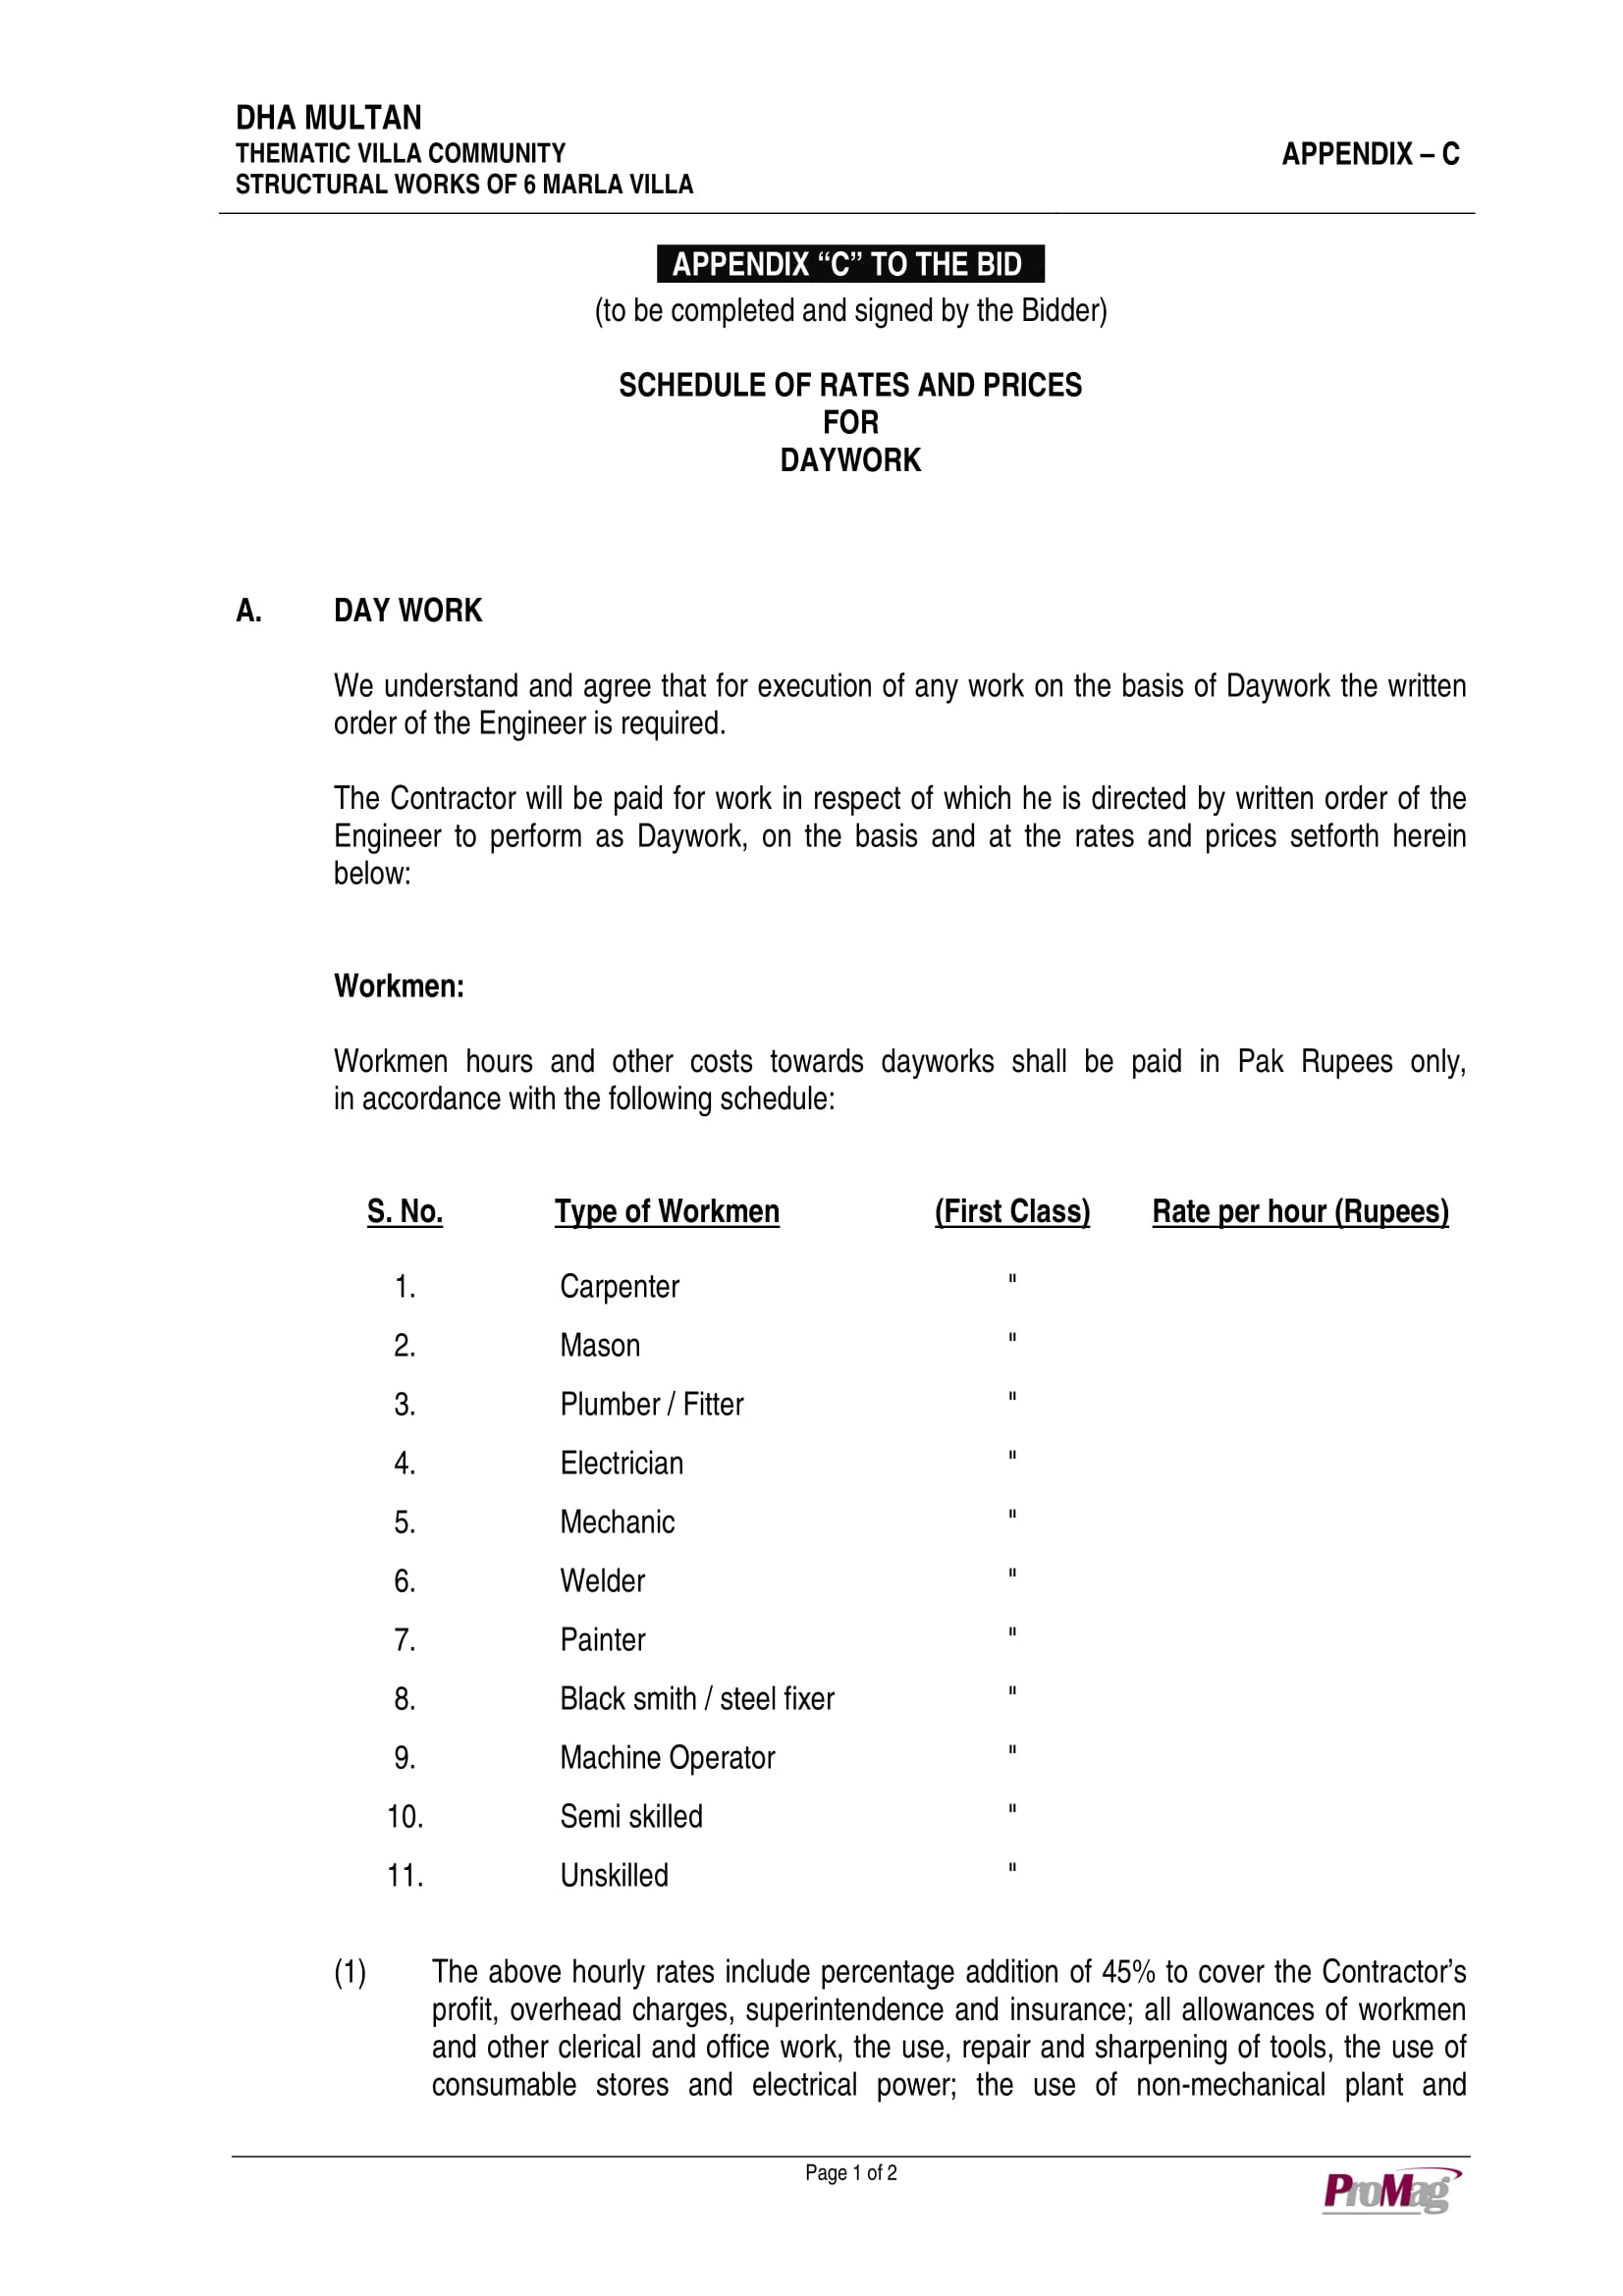 DHA MULTAN
THEMATIC VILLA COMMUNITY
APPENDIX – C
STRUCTURAL WORKS OF 6 MARLA VILLA
APPENDIX “C” TO THE BID
(to be completed and signed by the Bidder)
SCHEDULE OF RATES AND PRICES
FOR
DAYWORK
A. DAY WORK
We understand and agree that for execution of any work on the basis of Daywork the written
order of the Engineer is required.
The Contractor will be paid for work in respect of which he is directed by written order of the
Engineer to perform as Daywork, on the basis and at the rates and prices setforth herein
below:
Workmen:
Workmen hours and other costs towards dayworks shall be paid in Pak Rupees only,
in accordance with the following schedule:
S. No. Type of Workmen (First Class) Rate per hour (Rupees)
1. Carpenter "
2. Mason "
3. Plumber / Fitter "
4. Electrician "
5. Mechanic "
6. Welder "
7. Painter "
8. Black smith / steel fixer "
9. Machine Operator "
10. Semi skilled "
11. Unskilled "
(1) The above hourly rates include percentage addition of 45% to cover the Contractor’s
profit, overhead charges, superintendence and insurance; all allowances of workmen
and other clerical and office work, the use, repair and sharpening of tools, the use of
consumable stores and electrical power; the use of non-mechanical plant and
Page 1 of 2
ProMag